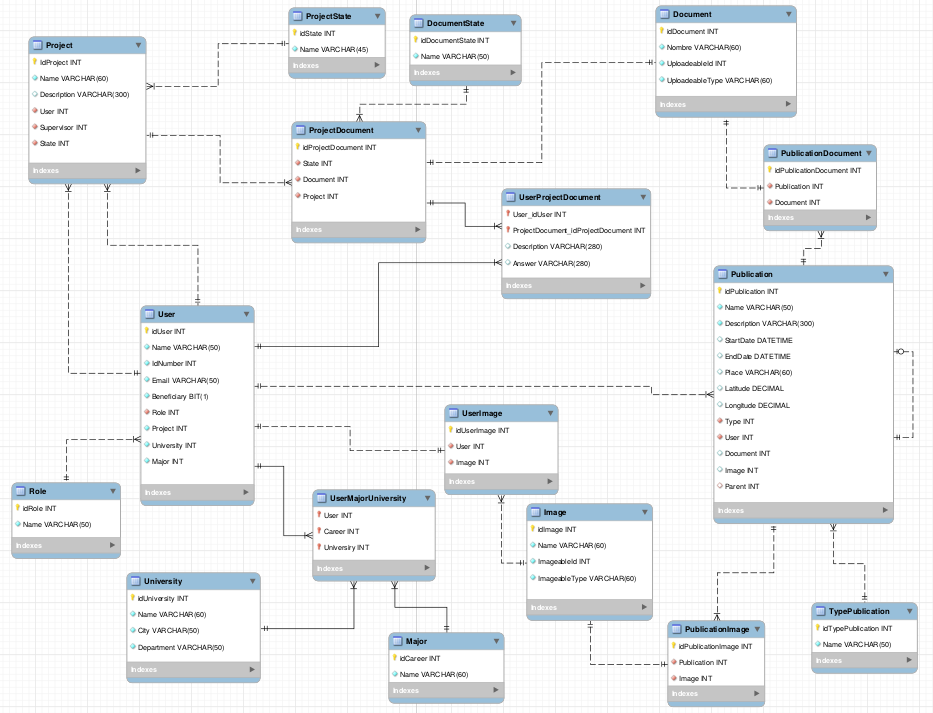 ProjectState
idState INT
Name VARCHAR(45)
Indexes
DocumentState
idDocumentState INT
Name VARCHAR(50)
Indexes
Document
idDocument INT
Nombre VARCHAR(60)
UploadeableId INT
UploadeableType VARCHAR(60)
Indexes
Project
IdProject INT
Name VARCHAR(60)
Description VARCHAR(300)
User INT
Supervisor INT
State INT
Indexes
ProjectDocument
idProjectDocument INT
State INT
Document INT
Project INT
Indexes
PublicationDocument
idPublicationDocument INT
Publication INT
Document INT
Indexes
UserProjectDocument
User_idUser INT
ProjectDocument_idProjectDocument INT
Description VARCHAR(280)
Answer VARCHAR(280)
Indexes
Publication
idPublication INT
Name VARCHAR(50)
Description VARCHAR(300)
StartDate DATETIME
EndDate DATETIME
Place VARCHAR(60)
Latitude DECIMAL
Longitude DECIMAL
Type INT
User INT
Document INT
Image INT
Parent INT
Indexes
User
idUser INT
Name VARCHAR(50)
IdNumber INT
Email VARCHAR(50)
Beneficiary BIT(1)
Role INT
Project INT
University INT
Major INT
Indexes
UserImage
idUserImage INT
User INT
Image INT
Indexes
Role
idRole INT
Name VARCHAR(50)
Indexes
UserMajorUniversity
User INT
Career INT
Universiry INT
Indexes
Image
idImage INT
Name VARCHAR(60)
ImageableId INT
ImageableType VARCHAR(60)
Indexes
University
idUniversity INT
Name VARCHAR(60)
City VARCHAR(50)
Department VARCHAR(50)
Indexes
Major
idCareer INT
Name VARCHAR(60)
Indexes
PublicationImage
idPublicationImage INT
Publication INT
Image INT
Indexes
TypePublication
idTypePublication INT
Name VARCHAR(50)
Indexes